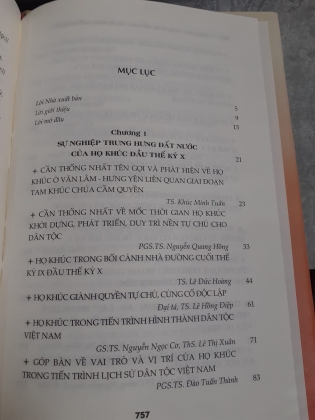 MỤC LỤC
Lời Nhà xuất bản 5
Lời giới thiệu 9
Lời mở đầu 15
Chương 1
SỰ NGHIỆP TRUNG HƯNG ĐẤT NƯỚC
CỦA HỌ KHÚC ĐẦU THẾ KỶ X 21
+ CẦN THỐNG NHẤT TÊN GỌI VÀ PHÁT HIỆN VỀ HỌ
KHÚC Ở VĂN LÂM - HƯNG YÊN LIÊN QUAN GIAI ĐOẠN
TAM KHÚC CHÚA CẦM QUYỀN 23
TS. Khúc Minh Tuấn
+ CẦN THỐNG NHẤT VỀ MỐC THỜI GIAN HỌ KHÚC
KHỞI DỰNG, PHÁT TRIỂN, DUY TRÌ NỀN TỰ CHỦ CHO
DÂN TỘC 33
PGS.TS. Nguyễn Quang Hồng
+ HỌ KHÚC TRONG BỐI CẢNH NHÀ ĐƯỜNG CUỐI THẾ
KỶ IX ĐẦU THẾ KỶ X 44
TS. Lê Đức Hoàng
+ HỌ KHÚC GIÀNH QUYỀN TỰ CHỦ, CỦNG CỐ ĐỘC LẬP 61
Đại tá, TS. Lê Hồng Diệp
+ HỌ KHÚC TRONG TIẾN TRÌNH HÌNH THÀNH DÂN TỘC
VIỆT NAM 71
GS.TS. Nguyễn Ngọc Cơ, ThS. Lê Thị Xuân
+ GÓP BÀN VỀ VAI TRÒ VÀ VỊ TRÍ CỦA HỌ KHÚC
TRONG TIẾN TRÌNH LỊCH SỬ DÂN TỘC VIỆT NAM 83
PGS.TS. Đào Tuấn Thành
757